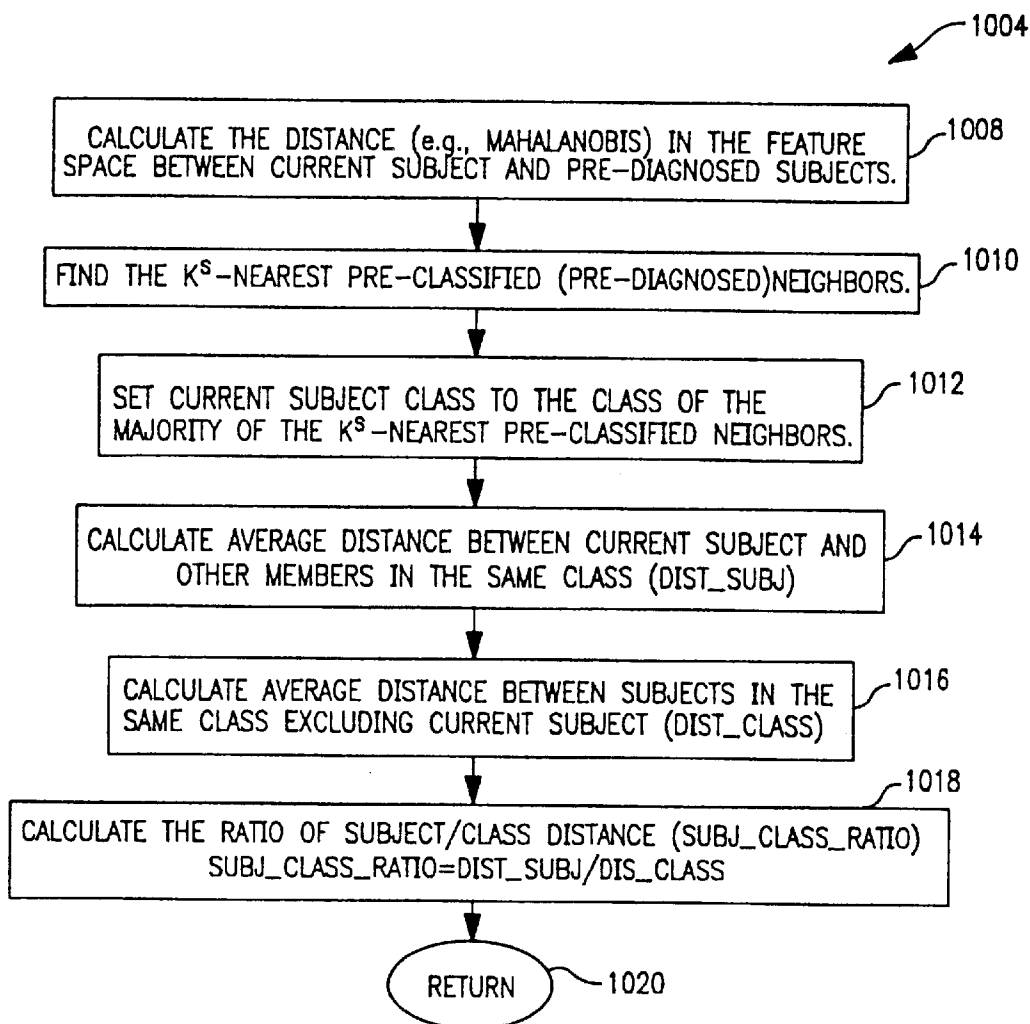 1004
CALCULATE THE DISTANCE (e.g., MAHALANOBIS) IN THE FEATURE
SPACE BETWEEN CURRENT SUBJECT AND PRE-DIAGNOSED SUBJECTS.
1008
FIND THE K^S-NEAREST PRE-CLASSIFIED (PRE-DIAGNOSED)NEIGHBORS.
1010
SET CURRENT SUBJECT CLASS TO THE CLASS OF THE
MAJORITY OF THE K^S-NEAREST PRE-CLASSIFIED NEIGHBORS.
1012
CALCULATE AVERAGE DISTANCE BETWEEN CURRENT SUBJECT AND
OTHER MEMBERS IN THE SAME CLASS (DIST_SUBJ)
1014
CALCULATE AVERAGE DISTANCE BETWEEN SUBJECTS IN THE
SAME CLASS EXCLUDING CURRENT SUBJECT (DIST_CLASS)
1016
1018
CALCULATE THE RATIO OF SUBJECT/CLASS DISTANCE (SUBJ_CLASS_RATIO)
SUBJ_CLASS_RATIO=DIST_SUBJ/DIS_CLASS
RETURN
1020